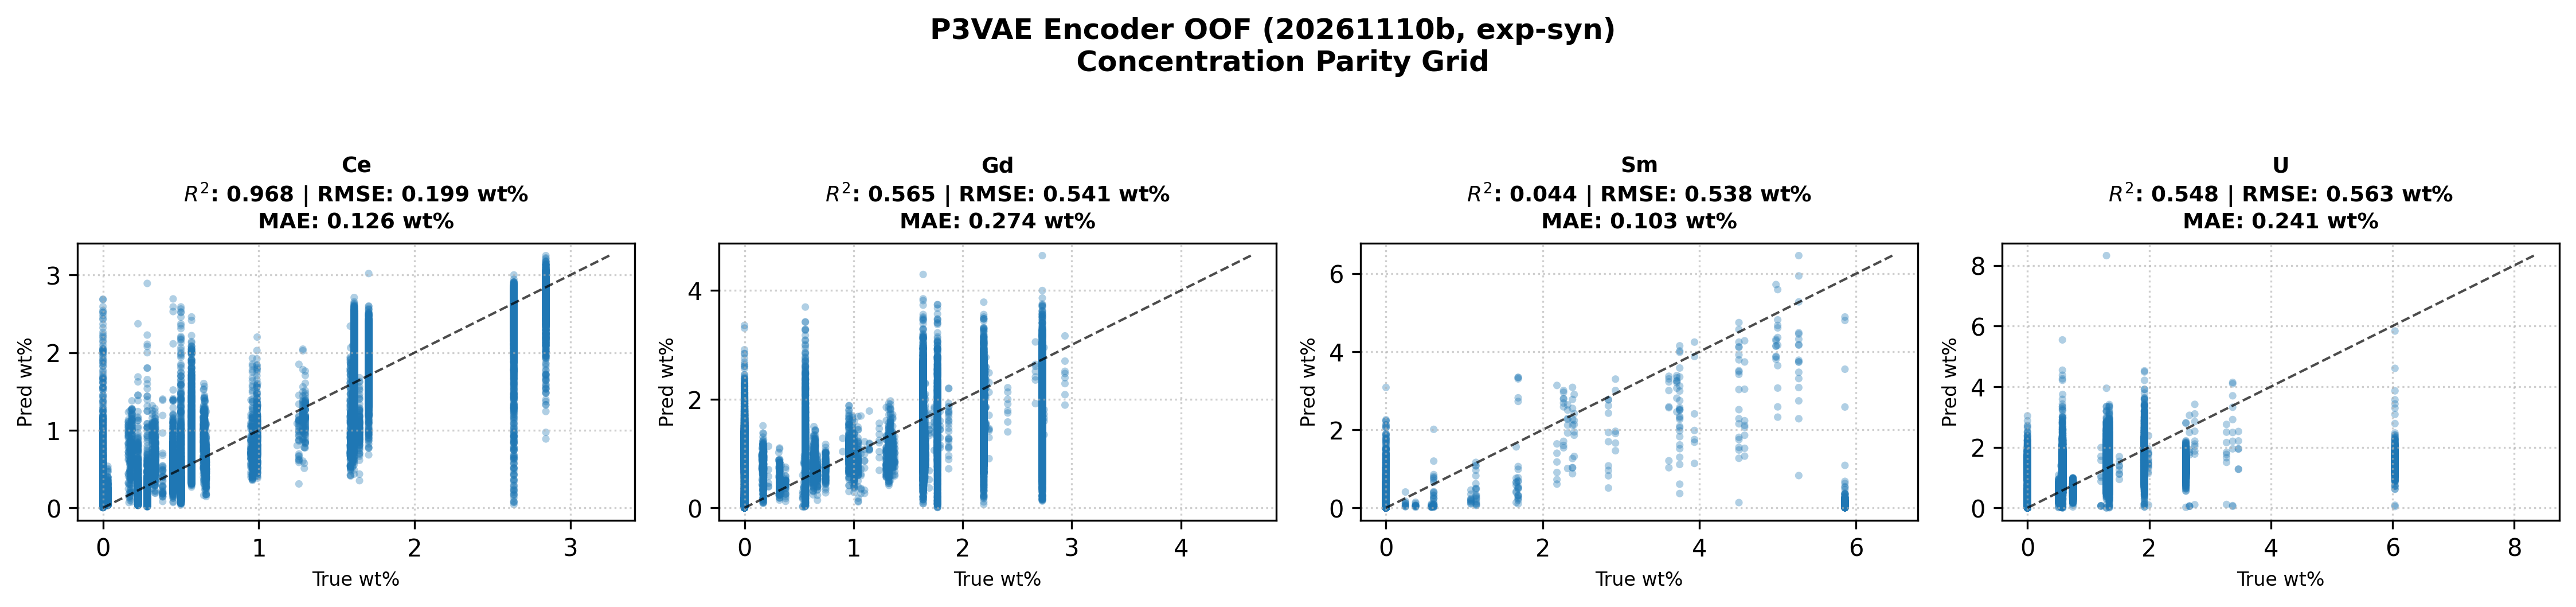 P3VAE Encoder OOF (20261110b, exp-syn)
Concentration Parity Grid
Ce
R²: 0.968 | RMSE: 0.199 wt%
MAE: 0.126 wt%
Pred wt%
3
2
1
0
0 1 2 3
True wt%
Gd
R²: 0.565 | RMSE: 0.541 wt%
MAE: 0.274 wt%
Pred wt%
4
2
0
0 1 2 3 4
True wt%
Sm
R²: 0.044 | RMSE: 0.538 wt%
MAE: 0.103 wt%
Pred wt%
6
4
2
0
0 2 4 6
True wt%
U
R²: 0.548 | RMSE: 0.563 wt%
MAE: 0.241 wt%
Pred wt%
8
6
4
2
0
0 2 4 6 8
True wt%